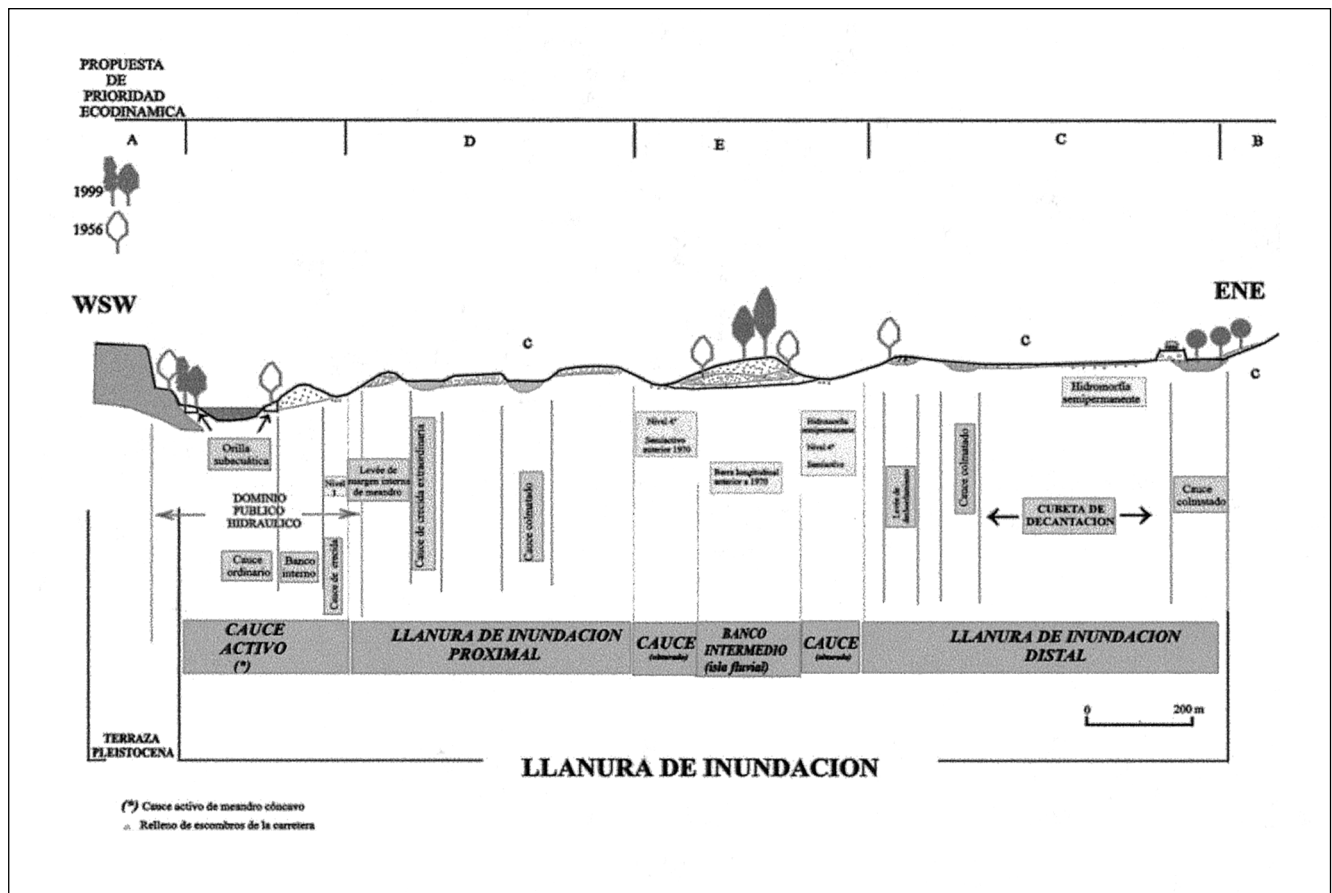 PROPUESTA
DE
PRIORIDAD
ECODINAMICA
A
D
E
C
B
1999
1956
WSW
ENE
C
C
C
Hidromorfía
semipermanente
Orilla
subacuática
Nivel
Levée de
margen interna
de meandro
Cauce de crecida extraordinaria
Cauce colmatado
Nivel 4º
Semiactivo
anterior 1970
Barra longitudinal
anterior a 1970
Hidromorfía
semipermanente
Nivel 4º
Semiactivo
Levée de
Cauce colmatado
CUBETA DE
DECANTACION
Cauce
colmatado
DOMINIO
PUBLICO
HIDRAULICO
Cauce
ordinario
Banco
interno
Cauce de crecida
CAUCE
ACTIVO
(*)
LLANURA DE INUNDACION
PROXIMAL
CAUCE
BANCO
INTERMEDIO
(isla fluvial)
CAUCE
LLANURA DE INUNDACION
DISTAL
0 200 m
TERRAZA
PLEISTOCENA
LLANURA DE INUNDACION
(*) Cauce activo de meandro cóncavo
Relleno de escombros de la carretera